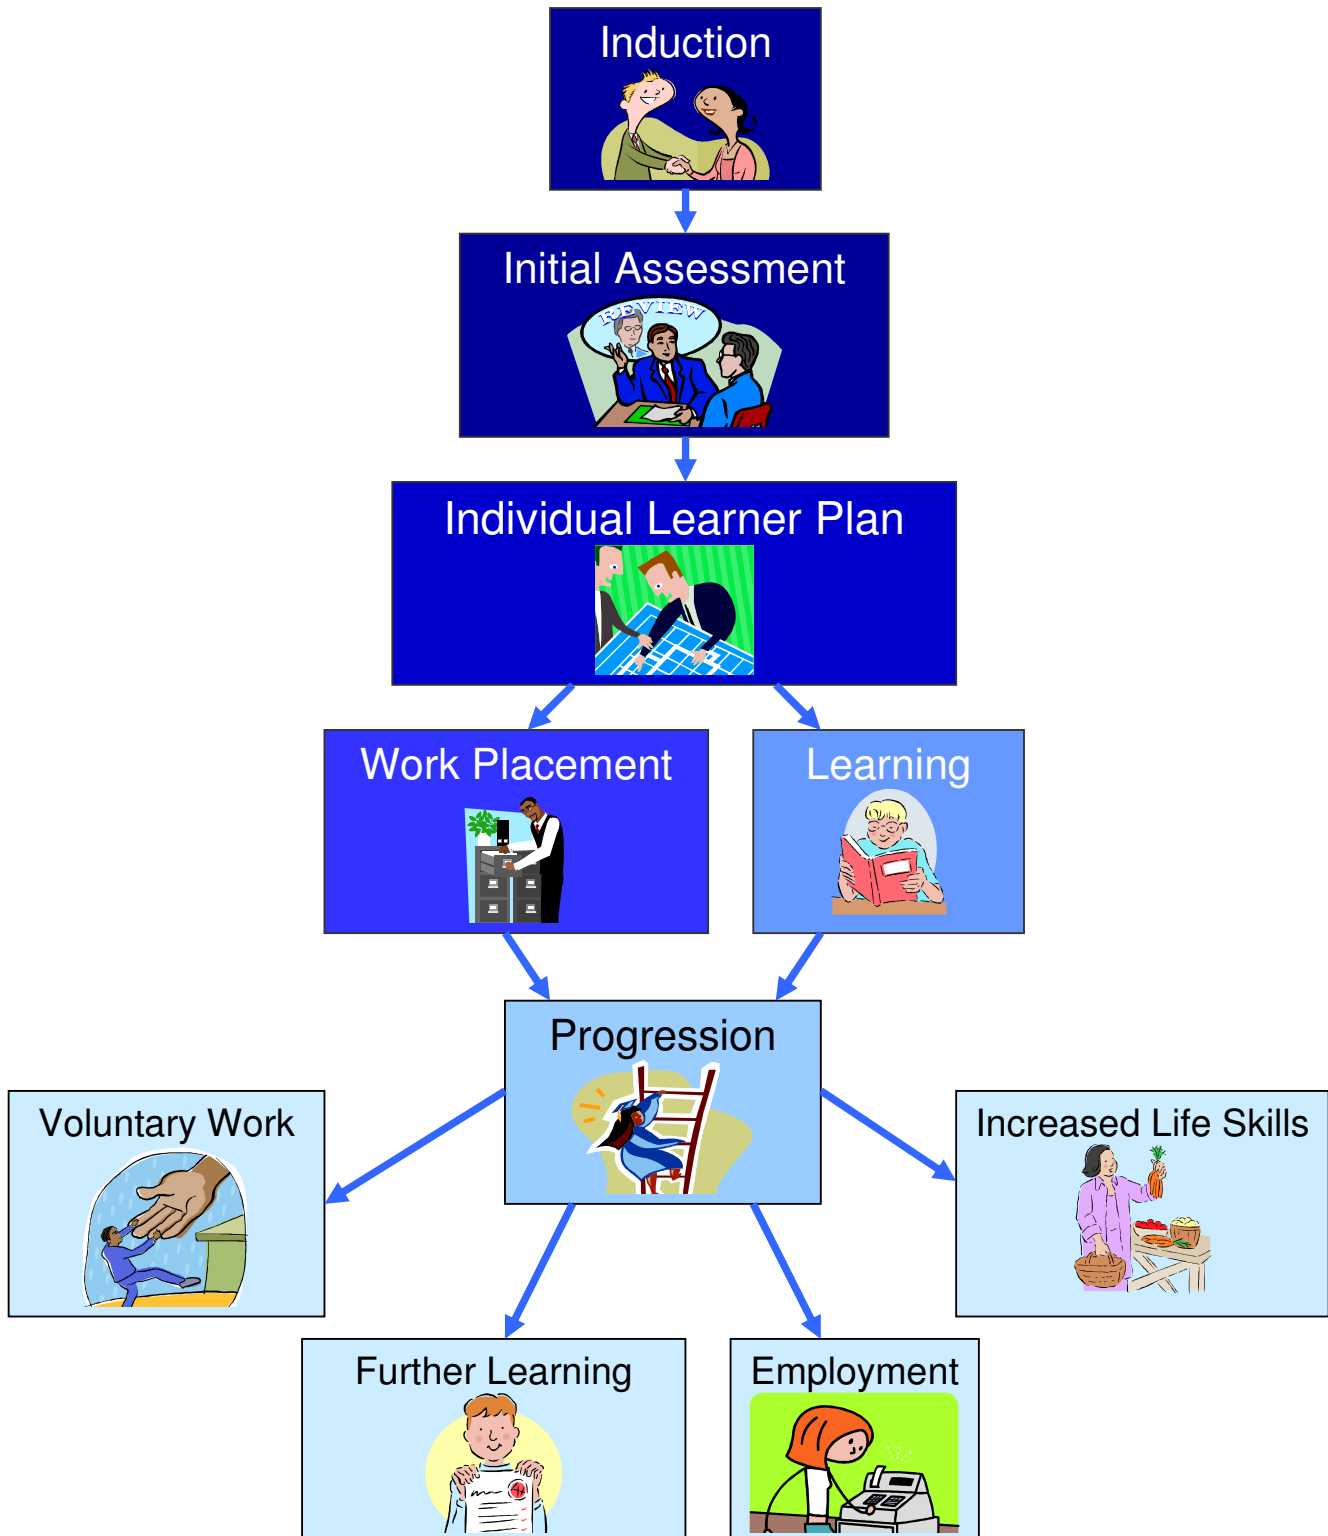 Induction
Initial Assessment
REVIEW
Individual Learner Plan
Work Placement
Learning
Progression
Voluntary Work
Increased Life Skills
Further Learning
Employment